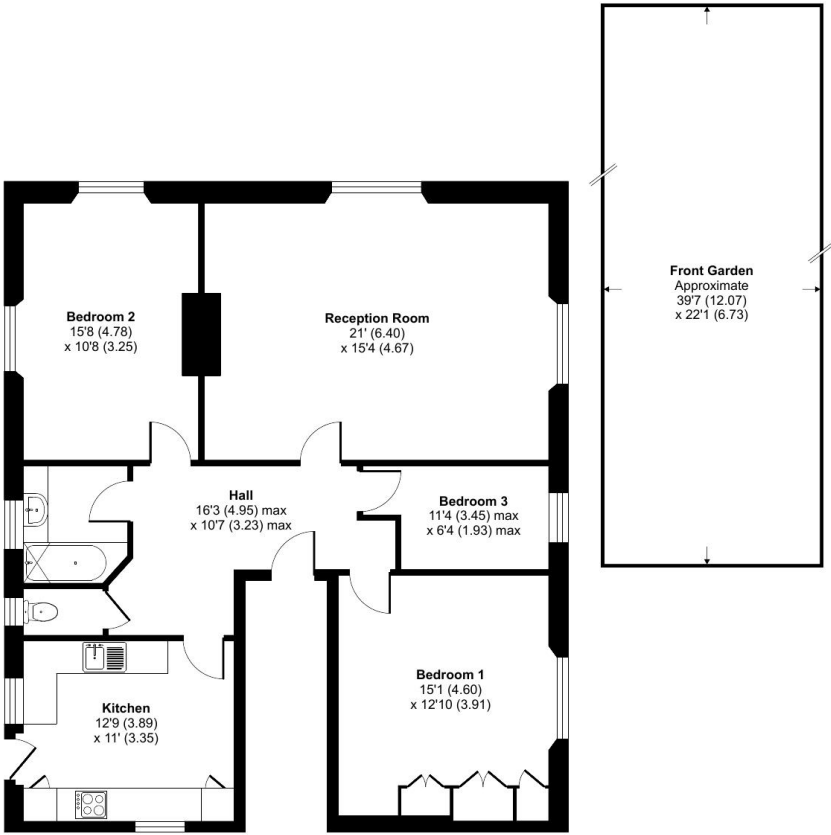 Front Garden
Approximate
39'7 (12.07)
x 22'1 (6.73)
Bedroom 2
15'8 (4.78)
x 10'8 (3.25)
Reception Room
21' (6.40)
x 15'4 (4.67)
Hall
16'3 (4.95) max
x 10'7 (3.23) max
Bedroom 3
11'4 (3.45) max
x 6'4 (1.93) max
Bedroom 1
15'1 (4.60)
x 12'10 (3.91)
Kitchen
12'9 (3.89)
x 11' (3.35)